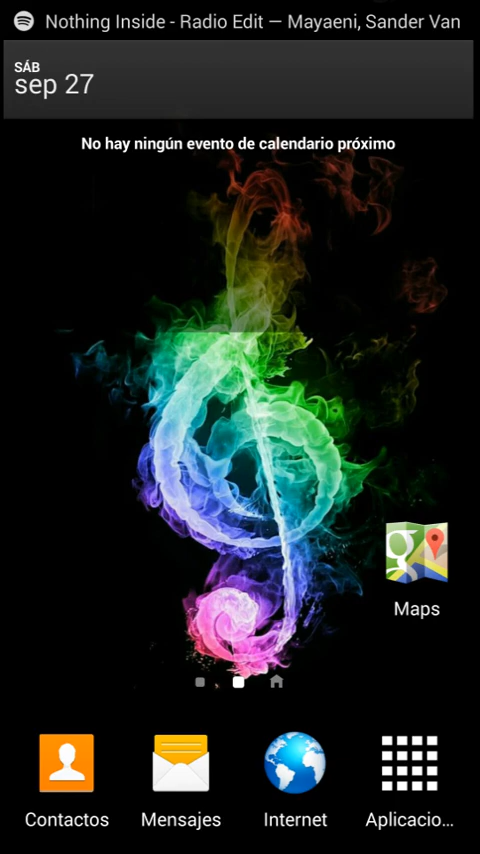 Nothing Inside - Radio Edit — Mayaeni, Sander Van
SÁB
sep 27
No hay ningún evento de calendario próximo
Maps
Contactos Mensajes Internet Aplicacio...